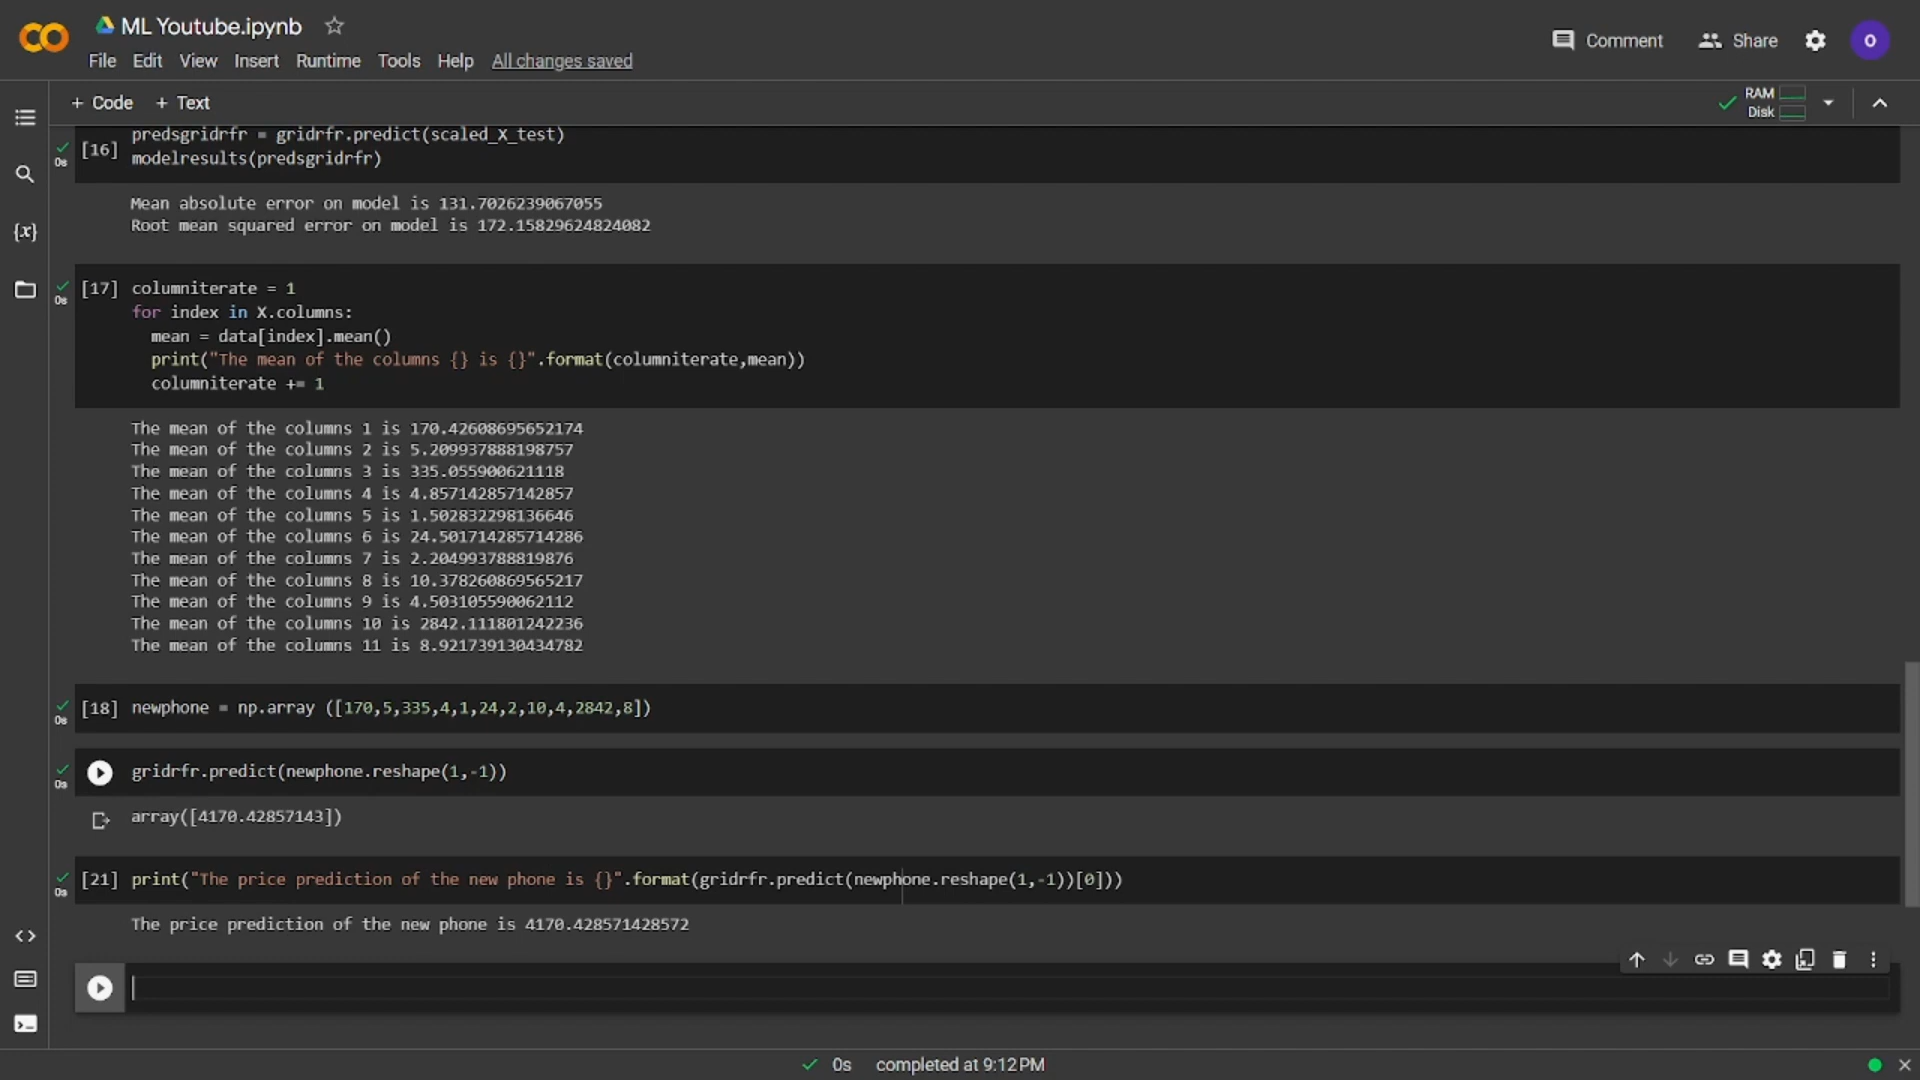 ML Youtube.ipynb
File Edit View Insert Runtime Tools Help All changes saved
Comment Share O
+ Code + Text
RAM
Disk
predsgridrfr = gridrfr.predict(scaled_X_test)
[16]
0s
modelresults(predsgridrfr)
Mean absolute error on model is 131.7026239067055
Root mean squared error on model is 172.15829624824082
{x}
[17] columniterate = 1
0s
for index in X.columns:
mean = data[index].mean()
print("The mean of the columns {} is {}".format(columniterate,mean))
columniterate += 1
The mean of the columns 1 is 170.42608695652174
The mean of the columns 2 is 5.209937888198757
The mean of the columns 3 is 335.055900621118
The mean of the columns 4 is 4.857142857142857
The mean of the columns 5 is 1.502832298136646
The mean of the columns 6 is 24.501714285714286
The mean of the columns 7 is 2.204993788819876
The mean of the columns 8 is 10.378260869565217
The mean of the columns 9 is 4.503105590062112
The mean of the columns 10 is 2842.111801242236
The mean of the columns 11 is 8.921739130434782
[18] newphone = np.array ([170,5,335,4,1,24,2,10,4,2842,8])
0s
gridrfr.predict(newphone.reshape(1,-1))
0s
array([4170.42857143])
[21] print("The price prediction of the new phone is {}".format(gridrfr.predict(newphone.reshape(1,-1))[0]))
0s
The price prediction of the new phone is 4170.428571428572
0s completed at 9:12 PM